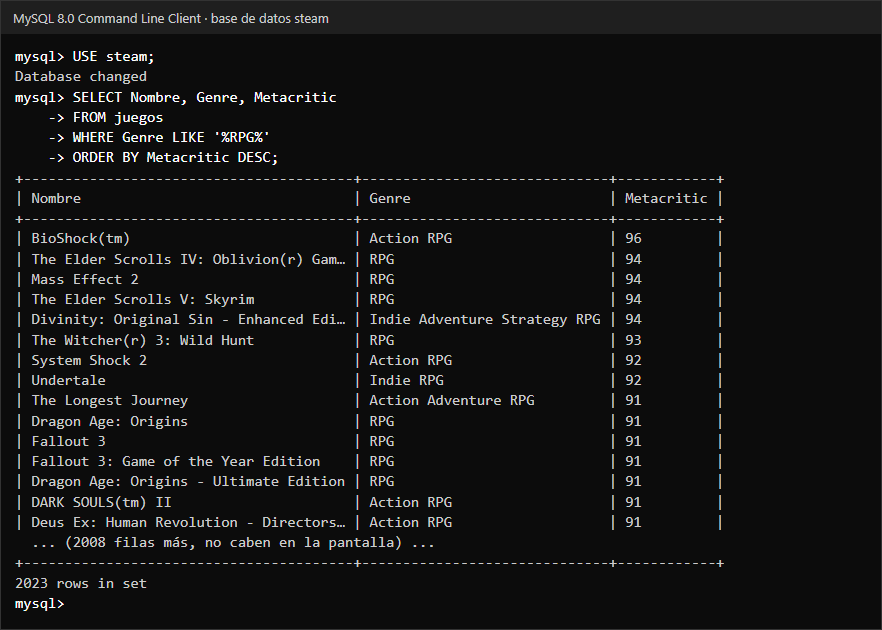 MySQL 8.0 Command Line Client · base de datos steam
mysql> USE steam;
Database changed
mysql> SELECT Nombre, Genre, Metacritic
    -> FROM juegos
    -> WHERE Genre LIKE '%RPG%'
    -> ORDER BY Metacritic DESC;
+----------------------------------------+------------------------------+------------+
| Nombre                                 | Genre                        | Metacritic |
+----------------------------------------+------------------------------+------------+
| BioShock(tm)                           | Action RPG                   | 96         |
| The Elder Scrolls IV: Oblivion(r) Gam… | RPG                          | 94         |
| Mass Effect 2                          | RPG                          | 94         |
| The Elder Scrolls V: Skyrim            | RPG                          | 94         |
| Divinity: Original Sin - Enhanced Edi… | Indie Adventure Strategy RPG | 94         |
| The Witcher(r) 3: Wild Hunt            | RPG                          | 93         |
| System Shock 2                         | Action RPG                   | 92         |
| Undertale                              | Indie RPG                    | 92         |
| The Longest Journey                    | Action Adventure RPG         | 91         |
| Dragon Age: Origins                    | RPG                          | 91         |
| Fallout 3                              | RPG                          | 91         |
| Fallout 3: Game of the Year Edition    | RPG                          | 91         |
| Dragon Age: Origins - Ultimate Edition | RPG                          | 91         |
| DARK SOULS(tm) II                      | Action RPG                   | 91         |
| Deus Ex: Human Revolution - Directors… | Action RPG                   | 91         |
  ... (2008 filas más, no caben en la pantalla) ...
+----------------------------------------+------------------------------+------------+
2023 rows in set
mysql>